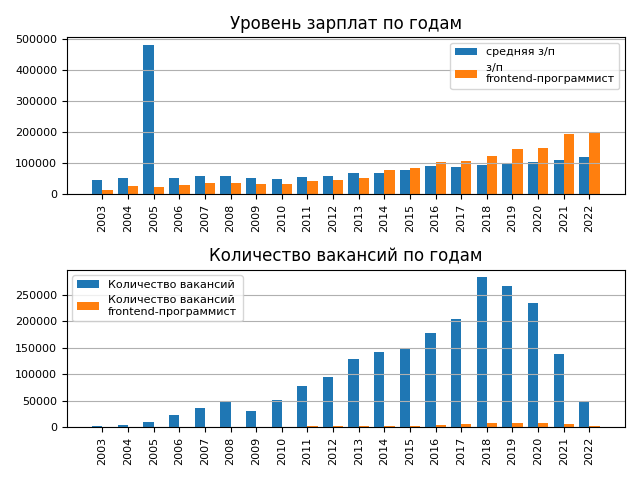 Уровень зарплат по годам
500000
400000
300000
200000
100000
0
средняя з/п
з/п
frontend-программист
2003 2004 2005 2006 2007 2008 2009 2010 2011 2012 2013 2014 2015 2016 2017 2018 2019 2020 2021 2022
Количество вакансий по годам
250000
200000
150000
100000
50000
0
Количество вакансий
Количество вакансий
frontend-программист
2003 2004 2005 2006 2007 2008 2009 2010 2011 2012 2013 2014 2015 2016 2017 2018 2019 2020 2021 2022